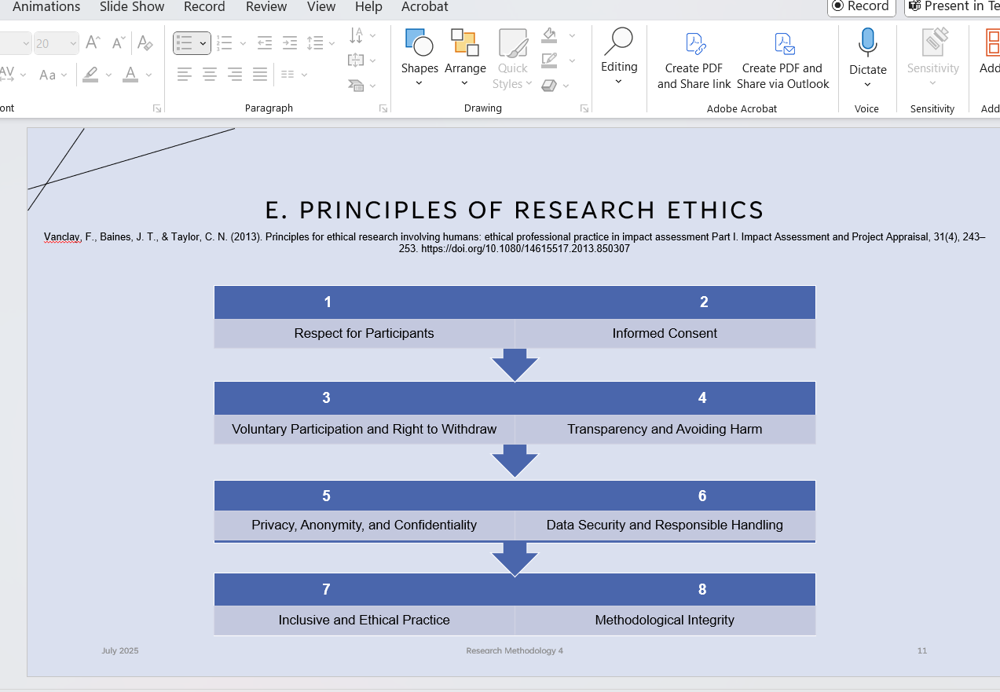 Animations Slide Show Record Review View Help Acrobat Record Present in Te
20 A A A
AV Aa A
Shapes Arrange Quick Styles Editing Create PDF and Share link Create PDF and Share via Outlook Dictate Sensitivity Add
ont Paragraph Drawing Adobe Acrobat Voice Sensitivity Add
E. PRINCIPLES OF RESEARCH ETHICS
Vanclay, F., Baines, J. T., & Taylor, C. N. (2013). Principles for ethical research involving humans: ethical professional practice in impact assessment Part I. Impact Assessment and Project Appraisal, 31(4), 243–
253. https://doi.org/10.1080/14615517.2013.850307
1 2
Respect for Participants Informed Consent
3 4
Voluntary Participation and Right to Withdraw Transparency and Avoiding Harm
5 6
Privacy, Anonymity, and Confidentiality Data Security and Responsible Handling
7 8
Inclusive and Ethical Practice Methodological Integrity
July 2025 Research Methodology 4 11